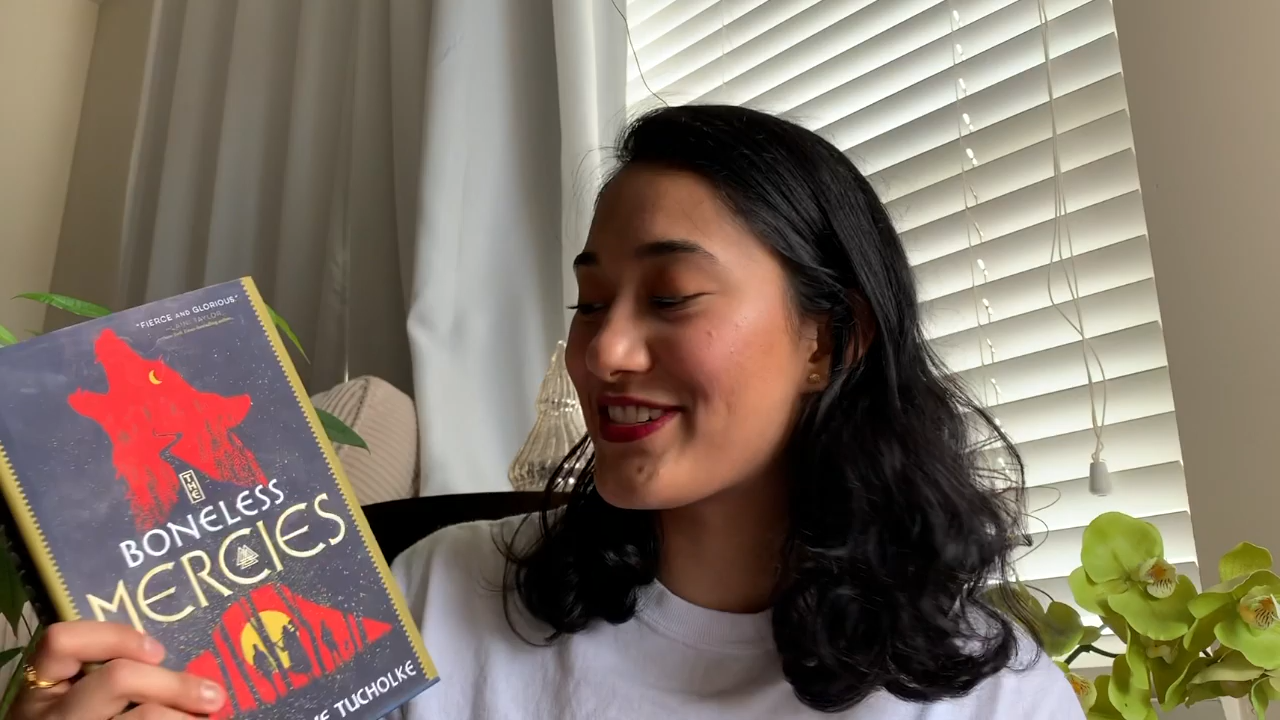 "FIERCE AND GLORIOUS."
—LAINI TAYLOR,
THE
BONELESS
MERCIES
TUCHOLKE